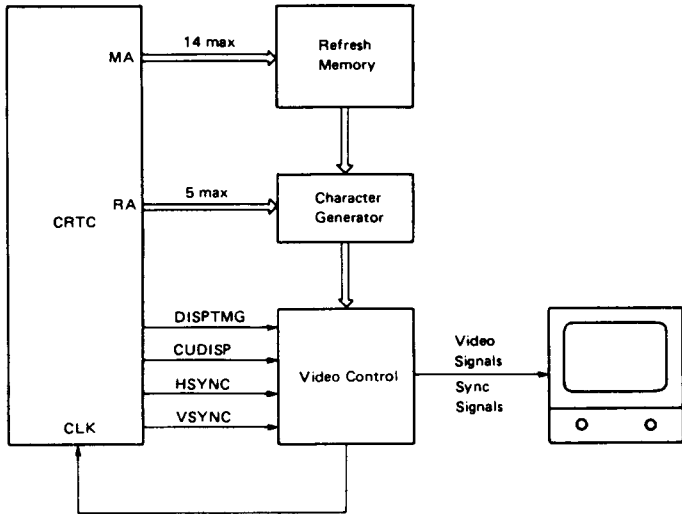 MA
14 max
Refresh
Memory
RA
5 max
Character
Generator
CRTC
DISPTMG
CUDISP
HSYNC
VSYNC
CLK
Video Control
Video
Signals
Sync
Signals